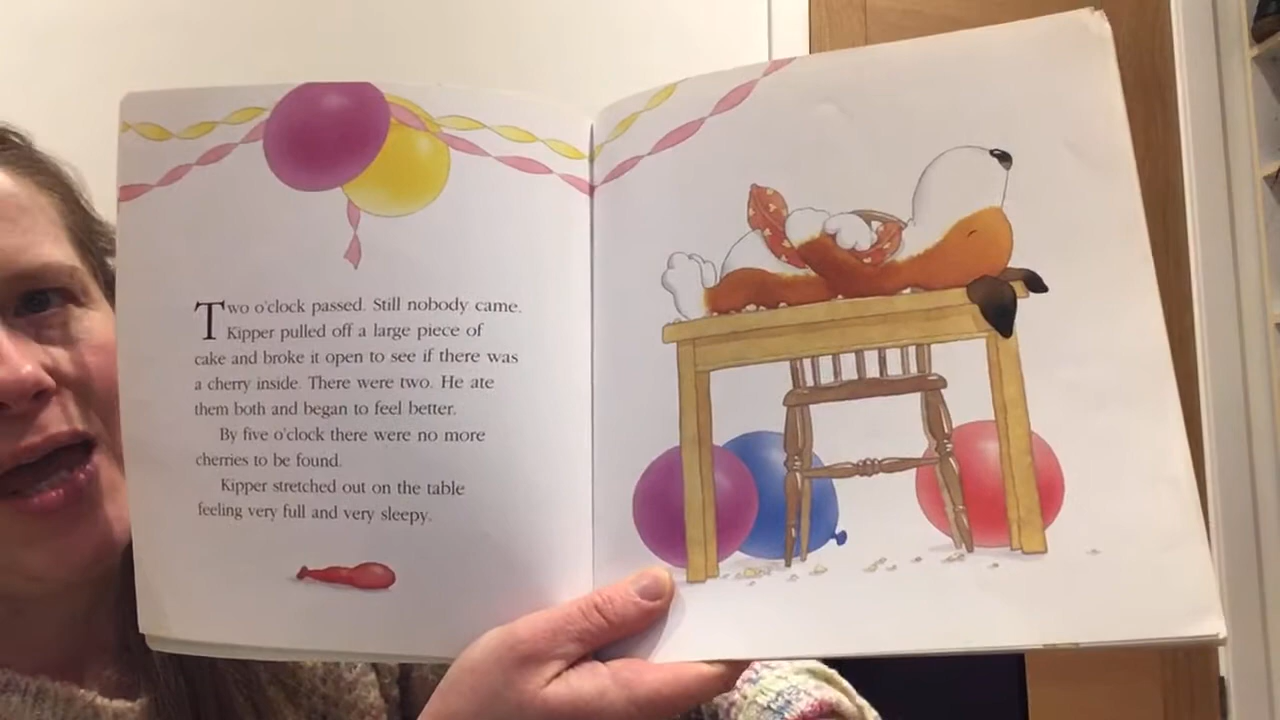 Two o'clock passed. Still nobody came.
Kipper pulled off a large piece of
cake and broke it open to see if there was
a cherry inside. There were two. He ate
them both and began to feel better.
By five o'clock there were no more
cherries to be found.
Kipper stretched out on the table
feeling very full and very sleepy.